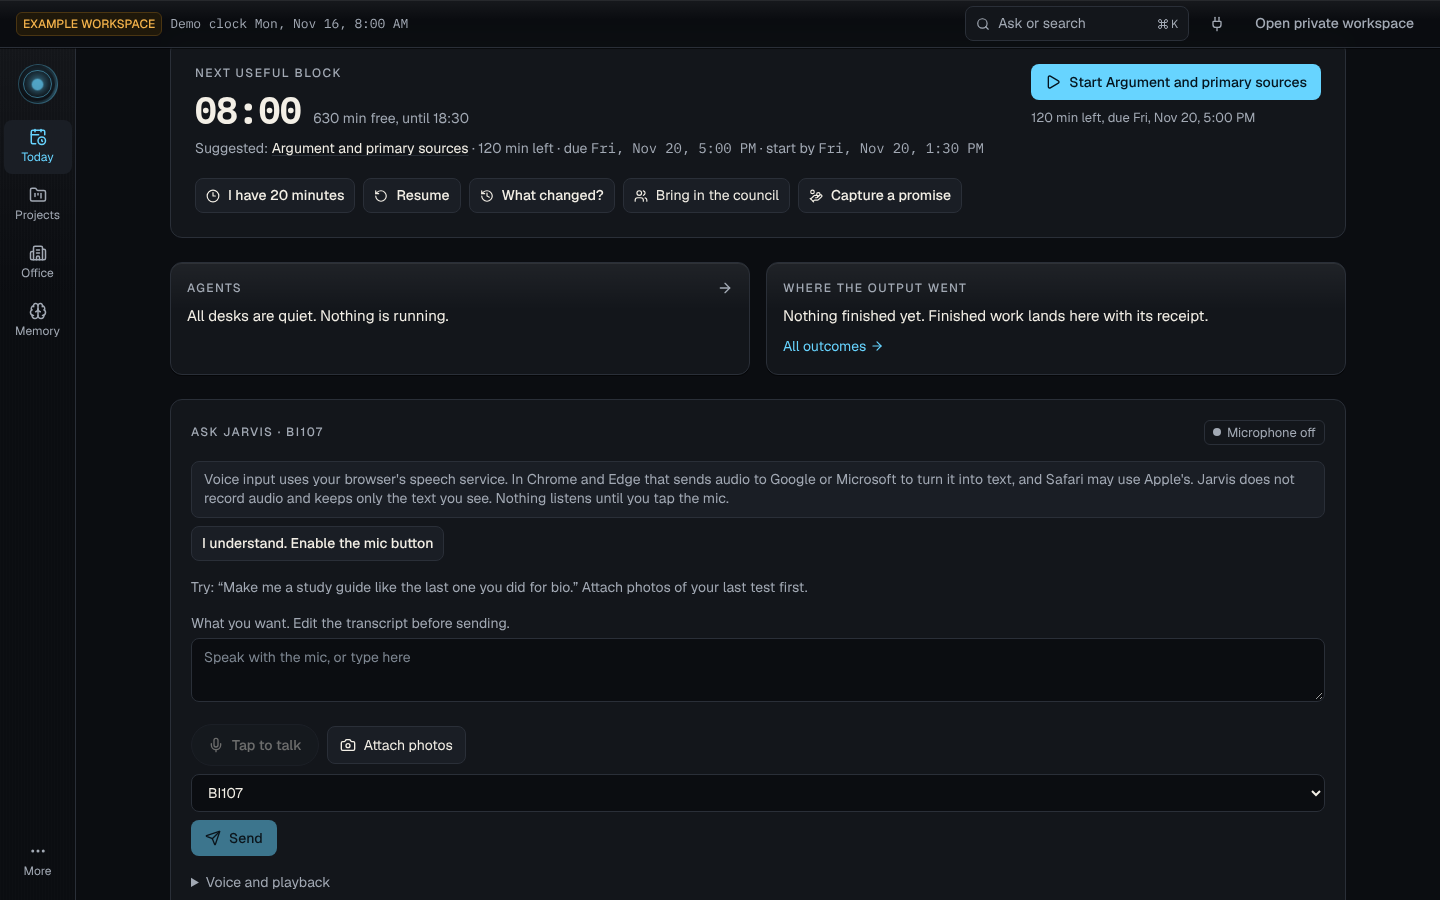 EXAMPLE WORKSPACE Demo clock Mon, Nov 16, 8:00 AM
Ask or search ⌘K
Open private workspace
Today
Projects
Office
Memory
More
NEXT USEFUL BLOCK
08:00 630 min free, until 18:30
Suggested: Argument and primary sources · 120 min left · due Fri, Nov 20, 5:00 PM · start by Fri, Nov 20, 1:30 PM
Start Argument and primary sources
120 min left, due Fri, Nov 20, 5:00 PM
I have 20 minutes
Resume
What changed?
Bring in the council
Capture a promise
AGENTS
All desks are quiet. Nothing is running.
WHERE THE OUTPUT WENT
Nothing finished yet. Finished work lands here with its receipt.
All outcomes →
ASK JARVIS · BI107
Microphone off
Voice input uses your browser's speech service. In Chrome and Edge that sends audio to Google or Microsoft to turn it into text, and Safari may use Apple's. Jarvis does not
record audio and keeps only the text you see. Nothing listens until you tap the mic.
I understand. Enable the mic button
Try: “Make me a study guide like the last one you did for bio.” Attach photos of your last test first.
What you want. Edit the transcript before sending.
Speak with the mic, or type here
Tap to talk
Attach photos
BI107
Send
Voice and playback